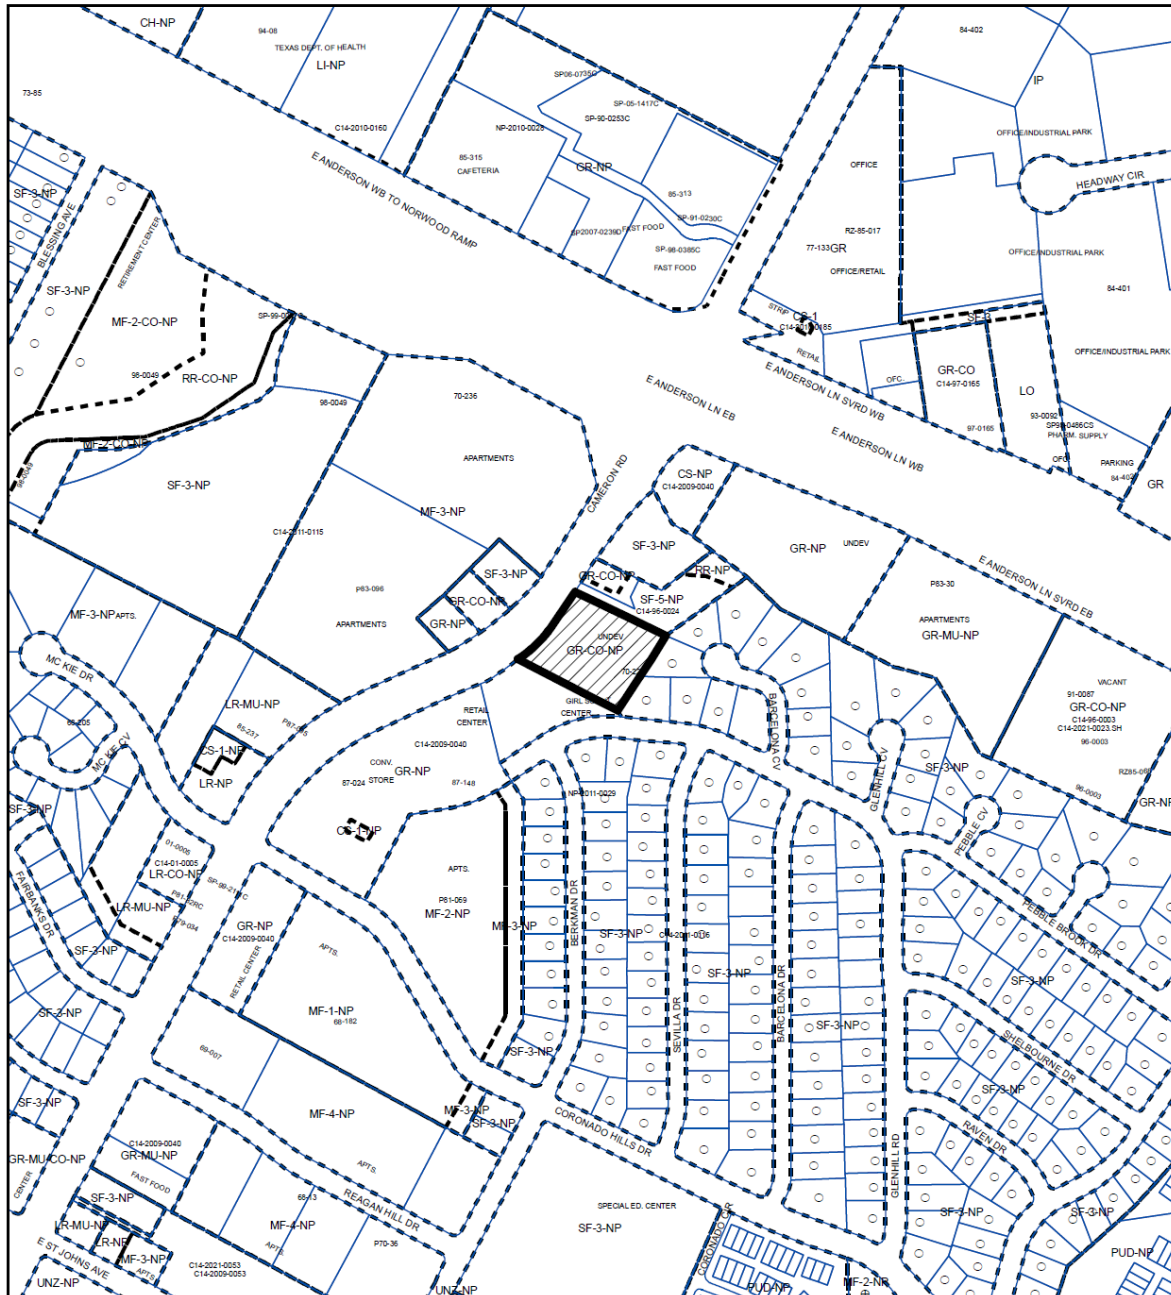 CH-NP
94-08
TEXAS DEPT. OF HEALTH
LI-NP
84-402
73-85
SP06-0735C
IP
SP-05-1417C
SP-90-0253C
C14-2010-0160
NP-2010-0028
OFFICE/INDUSTRIAL PARK
E ANDERSON WB TO NORWOOD RAMP
85-315
CAFETERIA
GR-NP
OFFICE
HEADWAY CIR
SF-3-NP
85-313
BLESSING AVE
RETIREMENT CENTER
SP-91-0230C
SP2007-0239D
FAST FOOD
RZ-85-017
SP-98-0385C
77-133
GR
OFFICE/INDUSTRIAL PARK
FAST FOOD
OFFICE/RETAIL
SF-3-NP
84-401
MF-2-CO-NP
STRIP
CS-1
RETAIL
OFFICE/INDUSTRIAL PARK
98-0049
RR-CO-NP
E ANDERSON LN EB
E ANDERSON LN SVRD WB
OFC.
GR-CO
C14-97-0165
LO
70-236
98-0049
93-0092
97-0165
PHARM. SUPPLY
E ANDERSON LN WB
MF-2-CO-NP
98-0049
APARTMENTS
CAMERON RD
OFC.
PARKING
CS-NP
C14-2009-0040
GR
SF-3-NP
MF-3-NP
C14-2011-0115
SF-3-NP
GR-NP
UNDEV
E ANDERSON LN SVRD EB
SF-3-NP
GR-CO-NP
RR-NP
P83-098
P83-30
GR-CO-NP
SF-5-NP
C14-96-0024
MF-3-NP
APTS.
APARTMENTS
GR-NP
APARTMENTS
GR-MU-NP
UNDEV
GR-CO-NP
MC KIE DR
VACANT
91-0087
GR-CO-NP
C14-96-0003
C14-2021-0023.SH
96-0003
LR-MU-NP
RETAIL
CENTER
CENTER
BARCELONA CV
85-237
C14-2009-0040
CS-1-NP
MC KIE CV
CONV.
STORE
GR-NP
GLENHILL CV
SF-3-NP
LR-NP
87-024
87-148
NP-2011-0029
96-0003
GR-NP
SF-3-NP
CS-1-NP
PEBBLE CV
01-0005
C14-01-0005
LR-CO-NP
APTS.
FAIRBANKS DR
P81-069
MF-2-NP
BERKMAN DR
LR-MU-NP
PEBBLE BROOK DR
GR-NP
C14-2009-0040
MF-3-NP
SF-3-NP
SF-3-NP
APTS.
RETAIL CENTER
SF-3-NP
SF-3-NP
SF-3-NP
MF-1-NP
68-182
SEVILLA DR
BARCELONA DR
SF-3-NP
SHELBOURNE DR
69-007
SF-3-NP
SF-3-NP
SF-3-NP
MF-4-NP
MF-3-NP
SF-3-NP
CORONADO HILLS DR
RAVEN DR
C14-2009-0040
GR-MU-NP
GR-MU-CO-NP
CENTER
FAST FOOD
APTS.
GLENHILL RD
SF-3-NP
68-13
REAGAN HILL DR
SPECIAL ED. CENTER
SF-3-NP
SF-3-NP
SF-3-NP
LR-MU-NP
MF-4-NP
LR-NP
E ST JOHNS AVE
MF-3-NP
APTS.
P70-36
CORONADO CIR
PUD-NP
APTS.
C14-2021-0053
C14-2009-0053
UNZ-NP
UNZ-NP
PUD-NP
MF-2-NP